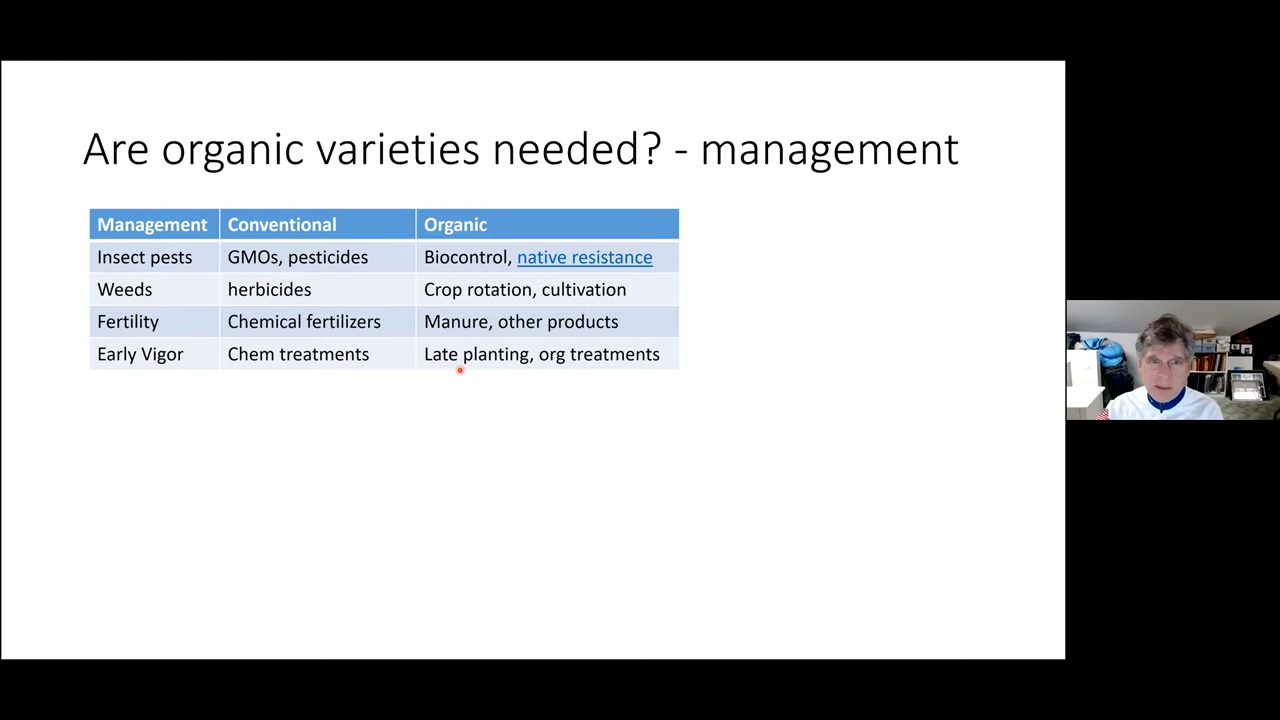 Are organic varieties needed? - management
Management Conventional Organic
Insect pests GMOs, pesticides Biocontrol, native resistance
Weeds herbicides Crop rotation, cultivation
Fertility Chemical fertilizers Manure, other products
Early Vigor Chem treatments Late planting, org treatments